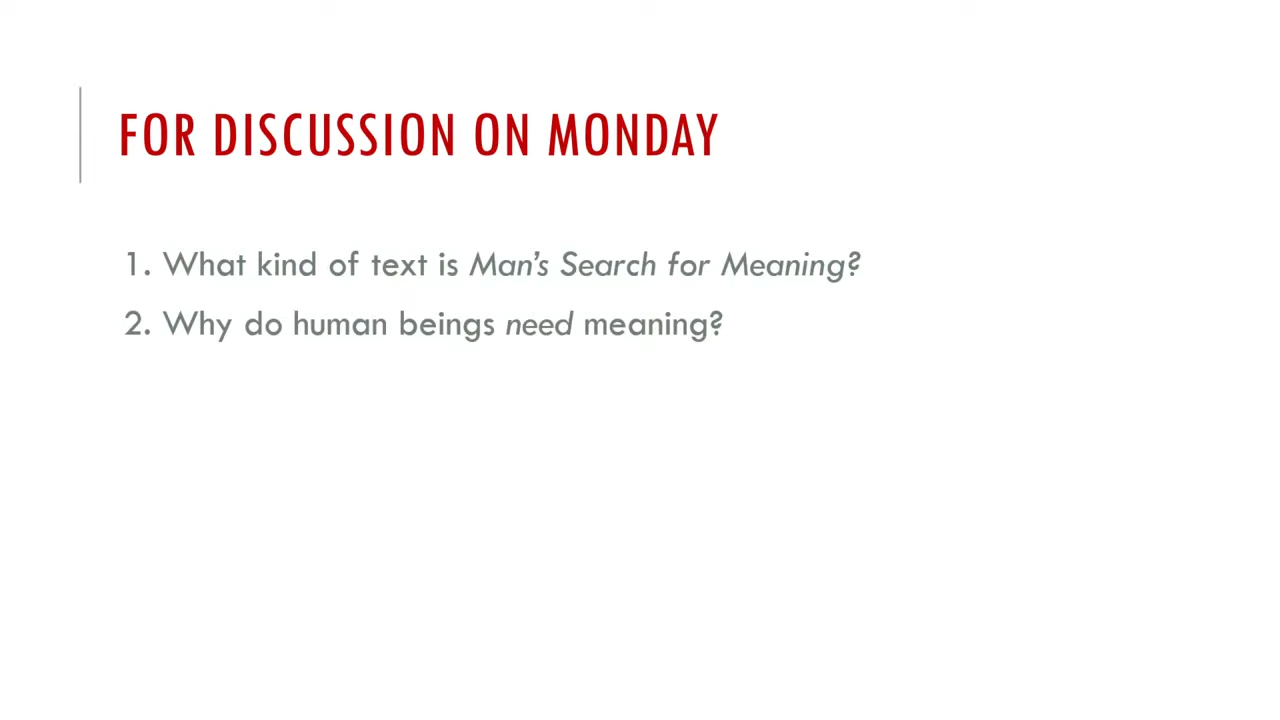 FOR DISCUSSION ON MONDAY
1. What kind of text is Man’s Search for Meaning?
2. Why do human beings need meaning?